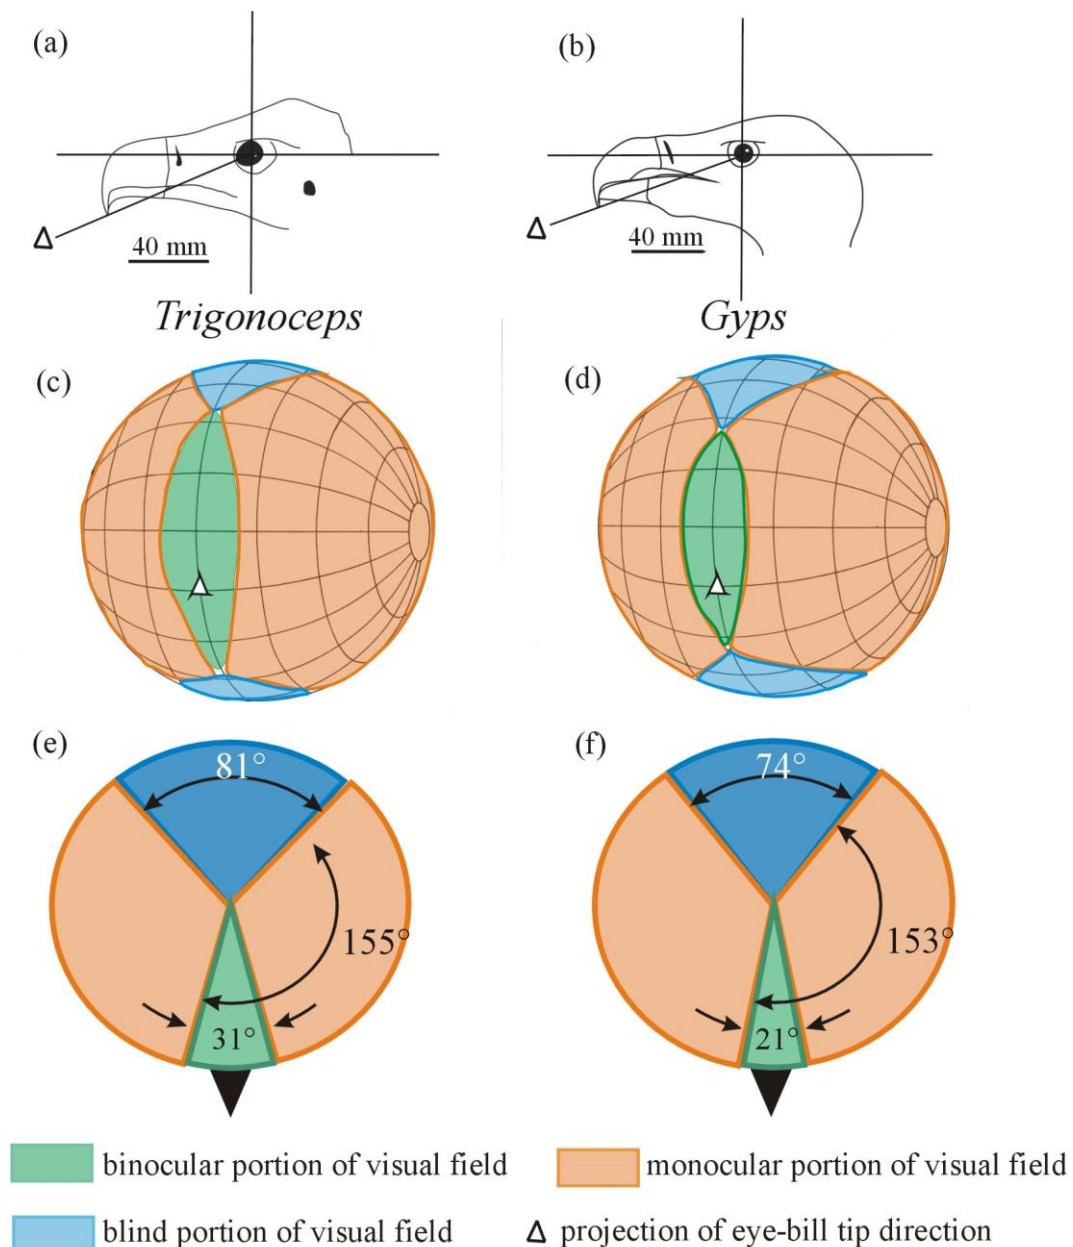 (a)
(b)
Δ
40 mm
Δ
40 mm
Trigonoceps
Gyps
(c)
(d)
(e)
(f)
81°
74°
155°
153°
31°
21°
binocular portion of visual field
monocular portion of visual field
blind portion of visual field
Δ projection of eye-bill tip direction